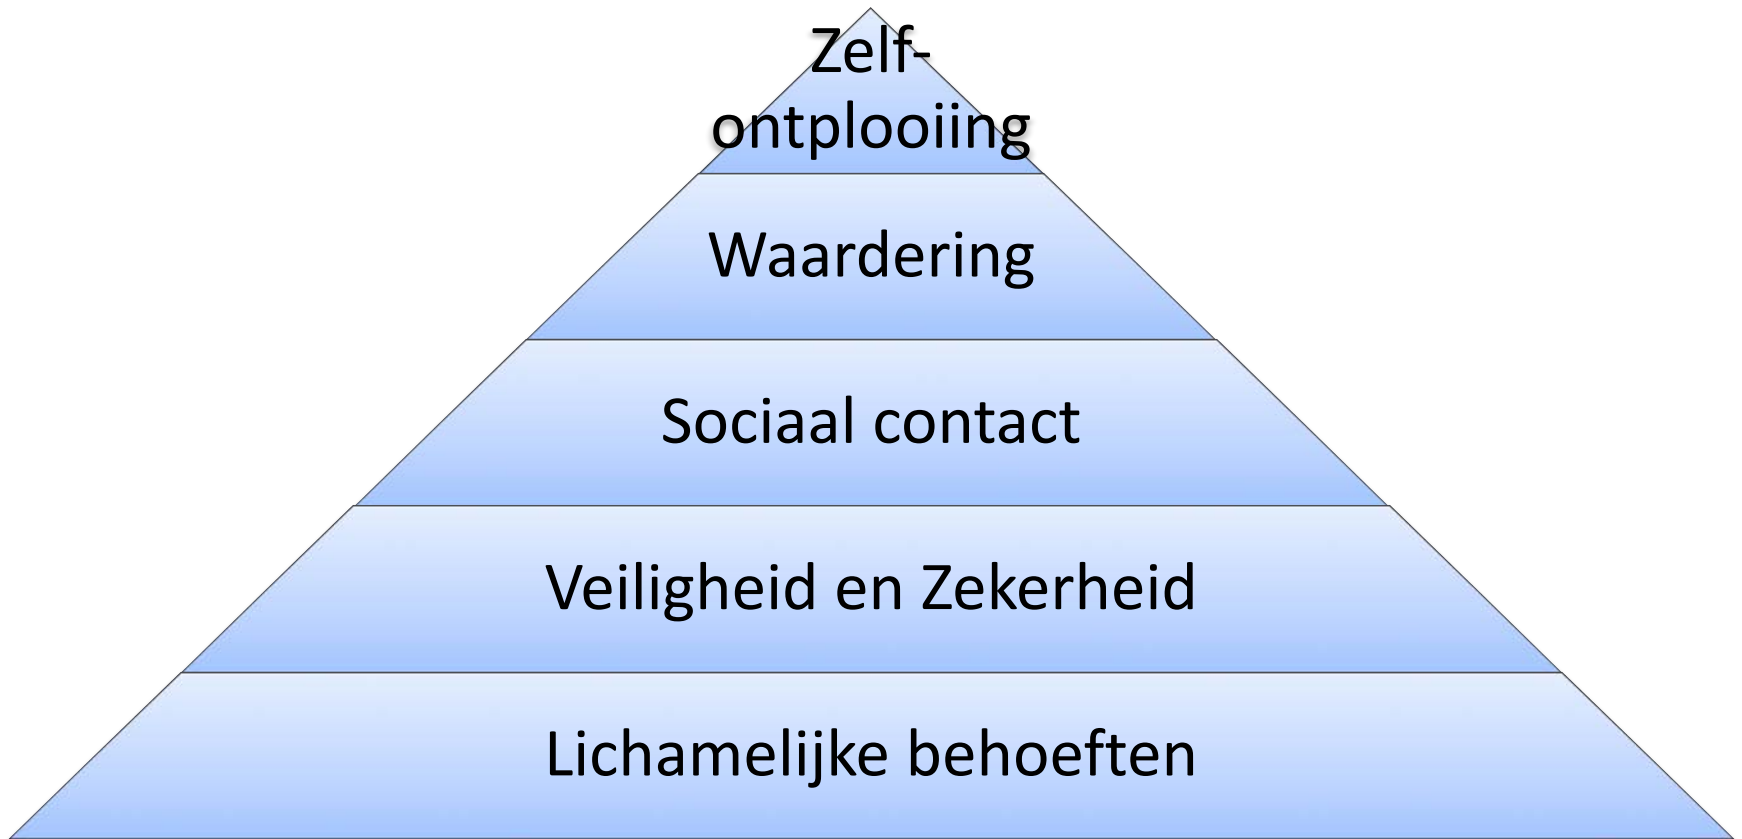 Zelf-
ontplooiing
Waardering
Sociaal contact
Veiligheid en Zekerheid
Lichamelijke behoeften